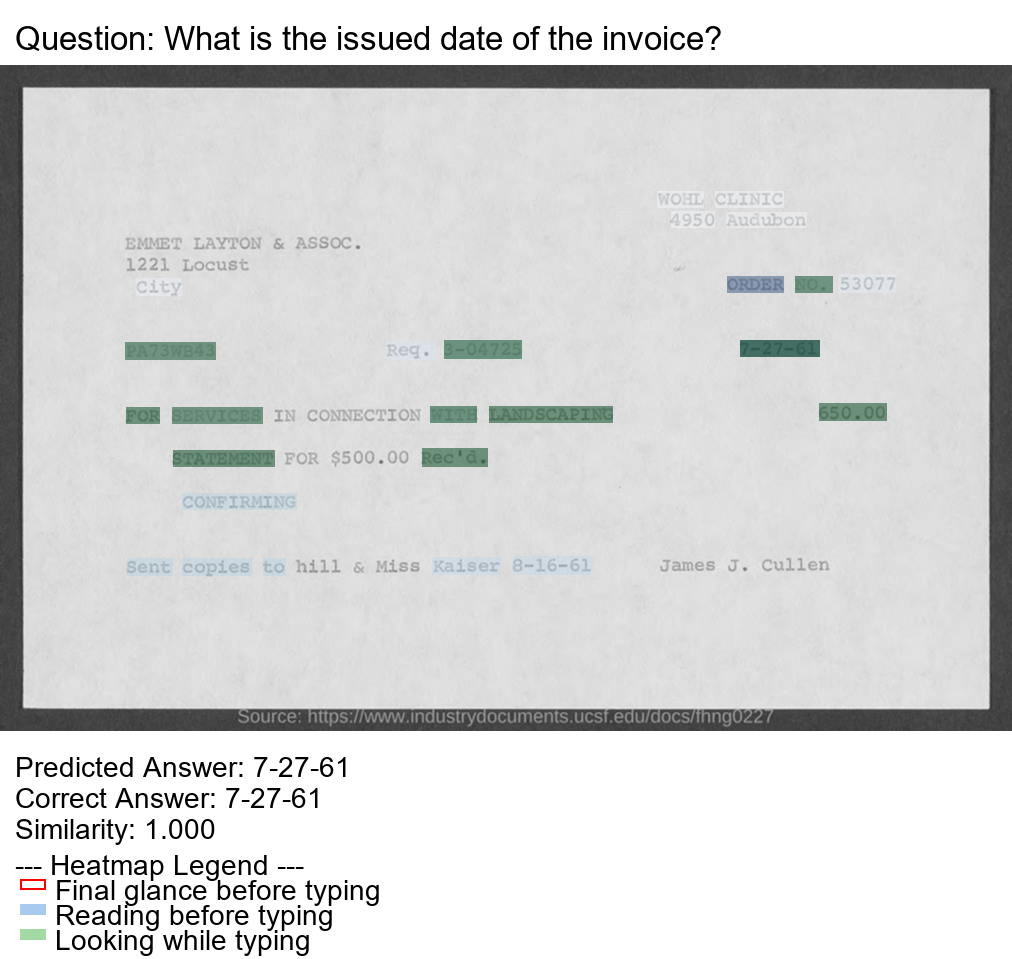 Question: What is the issued date of the invoice?
WOHL CLINIC
4950 Audubon
EMMET LAYTON & ASSOC.
1221 Locust
City
ORDER NO. 53077
PA73WB43 Req. 3-04725 7-27-61
FOR SERVICES IN CONNECTION WITH LANDSCAPING 650.00
STATEMENT FOR $500.00 Rec'd.
CONFIRMING
Sent copies to hill & Miss Kaiser 8-16-61 James J. Cullen
Source: https://www.industrydocuments.ucsf.edu/docs/fhng0227
Predicted Answer: 7-27-61
Correct Answer: 7-27-61
Similarity: 1.000
--- Heatmap Legend ---
Final glance before typing
Reading before typing
Looking while typing